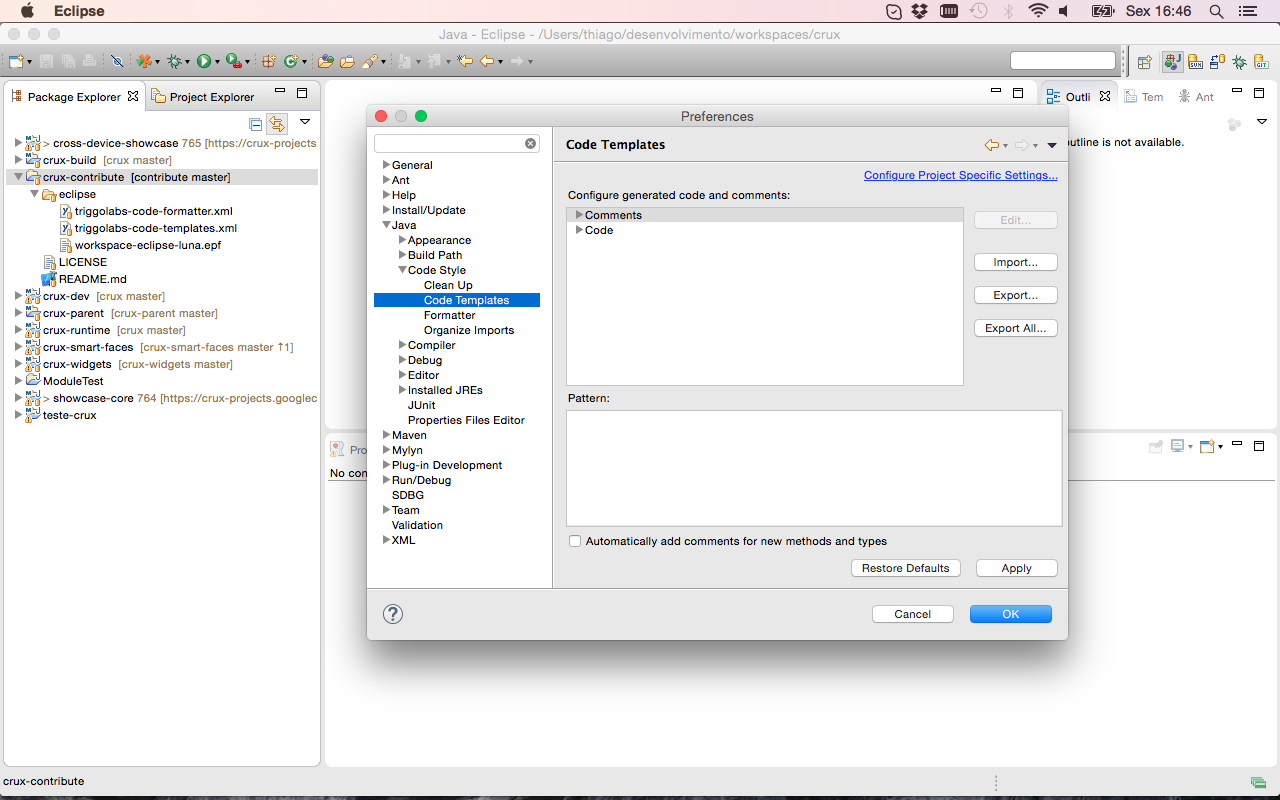 Eclipse
Sex 16:46
Java - Eclipse - /Users/thiago/desenvolvimento/workspaces/crux
Package Explorer
Project Explorer
> cross-device-showcase 765 [https://crux-projects.
crux-build [crux master]
crux-contribute [contribute master]
eclipse
triggolabs-code-formatter.xml
triggolabs-code-templates.xml
workspace-eclipse-luna.epf
LICENSE
README.md
crux-dev [crux master]
crux-parent [crux-parent master]
crux-runtime [crux master]
crux-smart-faces [crux-smart-faces master ↑1]
crux-widgets [crux-widgets master]
ModuleTest
> showcase-core 764 [https://crux-projects.googlec
teste-crux
Preferences
General
Ant
Help
Install/Update
Java
Appearance
Build Path
Code Style
Clean Up
Code Templates
Formatter
Organize Imports
Compiler
Debug
Editor
Installed JREs
JUnit
Properties Files Editor
Maven
Mylyn
Plug-in Development
Run/Debug
SDBG
Team
Validation
XML
Code Templates
Configure Project Specific Settings...
Configure generated code and comments:
Comments
Code
Edit...
Import...
Export...
Export All...
Pattern:
Automatically add comments for new methods and types
Restore Defaults
Apply
Cancel
OK
Outli
Tem
Ant
utline is not available.
Pro
No con
crux-contribute